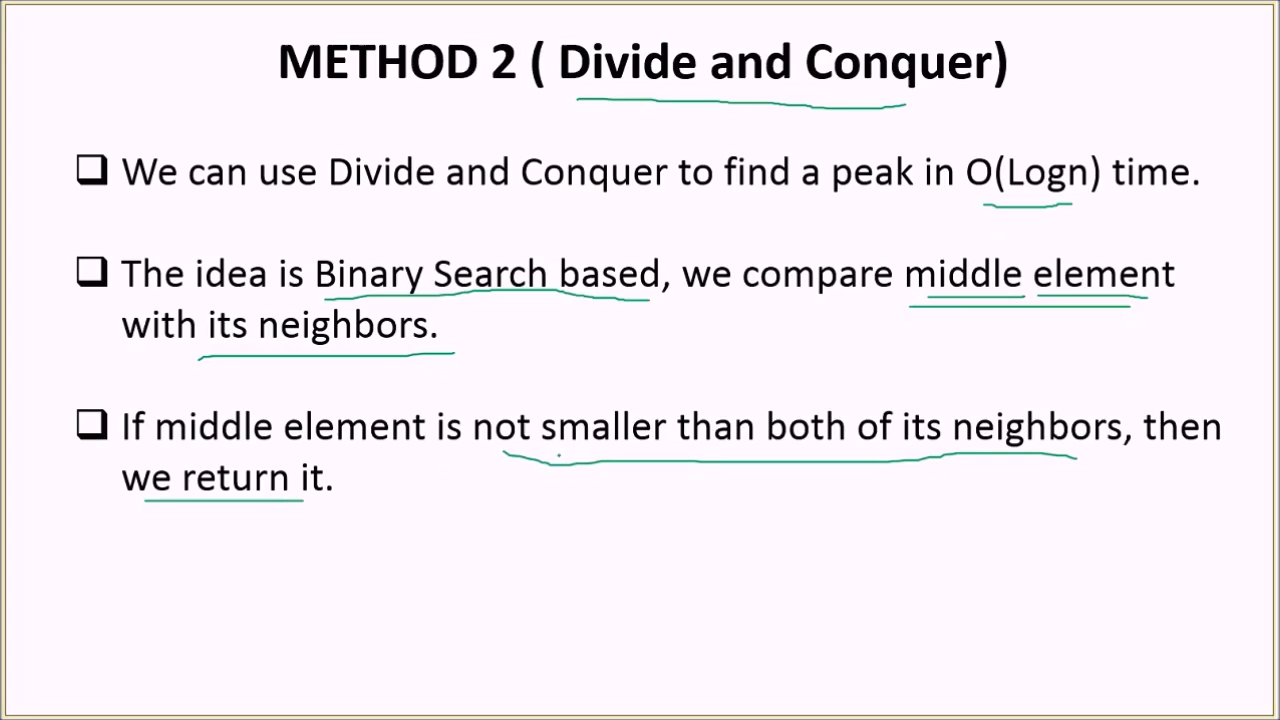 METHOD 2 ( Divide and Conquer)
We can use Divide and Conquer to find a peak in O(Logn) time.
The idea is Binary Search based, we compare middle element
with its neighbors.
If middle element is not smaller than both of its neighbors, then
we return it.